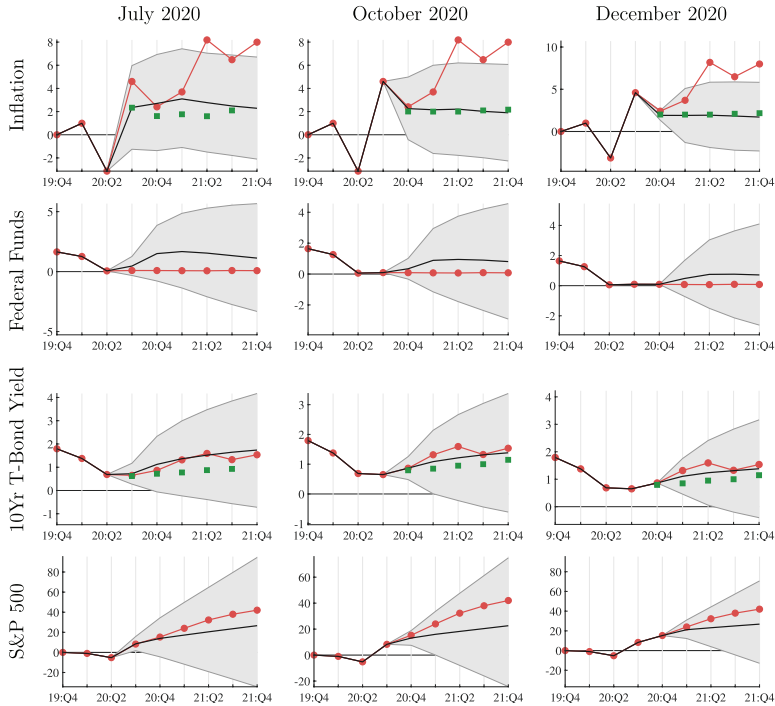 July 2020 October 2020 December 2020
Inflation
8 6 4 2 0 -2
19:Q4 20:Q2 20:Q4 21:Q2 21:Q4
8 6 4 2 0 -2
19:Q4 20:Q2 20:Q4 21:Q2 21:Q4
10 5 0
19:Q4 20:Q2 20:Q4 21:Q2 21:Q4
Federal Funds
5 0 -5
19:Q4 20:Q2 20:Q4 21:Q2 21:Q4
4 2 0 -2
19:Q4 20:Q2 20:Q4 21:Q2 21:Q4
4 2 0 -2
19:Q4 20:Q2 20:Q4 21:Q2 21:Q4
10Yr T-Bond Yield
4 3 2 1 0 -1
19:Q4 20:Q2 20:Q4 21:Q2 21:Q4
3 2 1 0 -1
19:Q4 20:Q2 20:Q4 21:Q2 21:Q4
4 3 2 1 0
19:Q4 20:Q2 20:Q4 21:Q2 21:Q4
S&P 500
80 60 40 20 0 -20
19:Q4 20:Q2 20:Q4 21:Q2 21:Q4
60 40 20 0 -20
19:Q4 20:Q2 20:Q4 21:Q2 21:Q4
80 60 40 20 0 -20
19:Q4 20:Q2 20:Q4 21:Q2 21:Q4